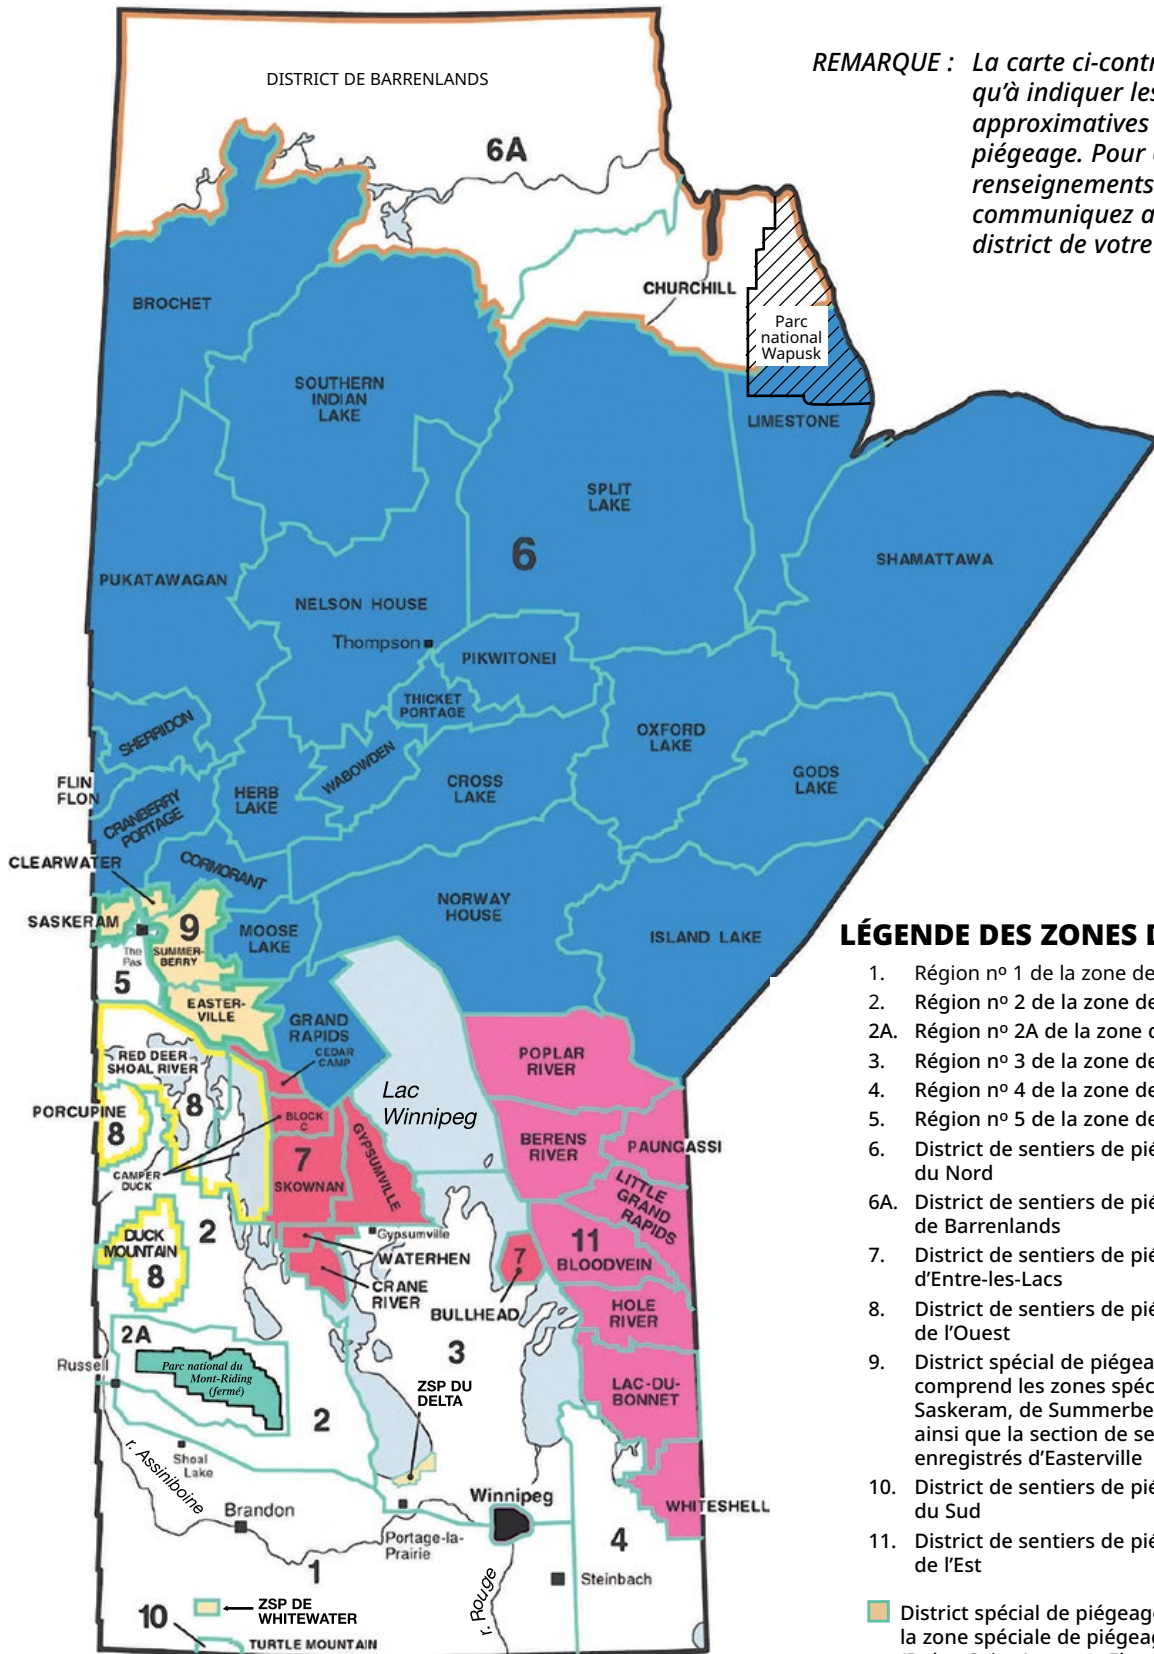 DISTRICT DE BARRENLANDS
6A
REMARQUE : La carte ci-contr
qu'à indiquer les
approximatives
piégeage. Pour
renseignements
communiquez a
district de votre
CHURCHILL
Parc
national
Wapusk
BROCHET
SOUTHERN
INDIAN
LAKE
LIMESTONE
SPLIT
LAKE
6
SHAMATTAWA
PUKATAWAGAN
NELSON HOUSE
Thompson
PIKWITONEI
THICKET
PORTAGE
SHERRIDON
OXFORD
LAKE
WABOWDEN
FLIN
FLON
HERB
LAKE
CROSS
LAKE
GODS
LAKE
CRANBERRY
PORTAGE
CLEARWATER
CORMORANT
SASKERAM
9
NORWAY
HOUSE
MOOSE
LAKE
ISLAND LAKE
The
Pas
SUMMER-
BERRY
5
EASTER-
VILLE
GRAND
RAPIDS
CEDAR
CAMP
RED DEER
SHOAL RIVER
POPLAR
RIVER
Lac
Winnipeg
PORCUPINE
8
8
BLOCK
C
GYPSUMVILLE
BERENS
RIVER
PAUNGASSI
7
SKOWNAN
CAMPER
DUCK
LITTLE
GRAND
RAPIDS
2
DUCK
MOUNTAIN
8
Gypsumville
WATERHEN
CRANE
RIVER
7
BULLHEAD
11
BLOODVEIN
HOLE
RIVER
2A
Russell
Parc national du
Mont-Riding
(fermé)
3
ZSP DU
DELTA
2
LAC-DU-
BONNET
Shoal
Lake
r. Assiniboine
Brandon
Portage-la-
Prairie
Winnipeg
WHITESHELL
4
1
Steinbach
r. Rouge
ZSP DE
WHITEWATER
10
TURTLE MOUNTAIN
LÉGENDE DES ZONES D
1. Région nº 1 de la zone de
2. Région nº 2 de la zone de
2A. Région nº 2A de la zone d
3. Région nº 3 de la zone de
4. Région nº 4 de la zone de
5. Région nº 5 de la zone de
6. District de sentiers de pié
du Nord
6A. District de sentiers de pié
de Barrenlands
7. District de sentiers de pié
d'Entre-les-Lacs
8. District de sentiers de pié
de l'Ouest
9. District spécial de piégea
comprend les zones spéc
Saskeram, de Summerbe
ainsi que la section de se
enregistrés d'Easterville
10. District de sentiers de pié
du Sud
11. District de sentiers de pié
de l'Est
District spécial de piégeag
la zone spéciale de piégeag